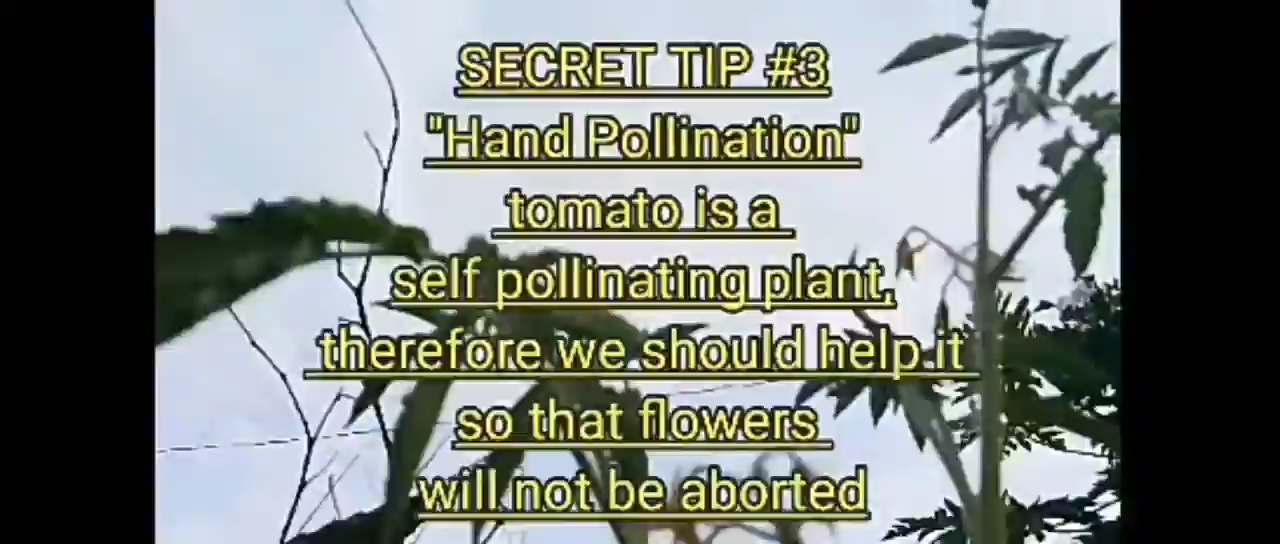 SECRET TIP #3
"Hand Pollination"
tomato is a
self pollinating plant,
therefore we should help it
so that flowers
will not be aborted